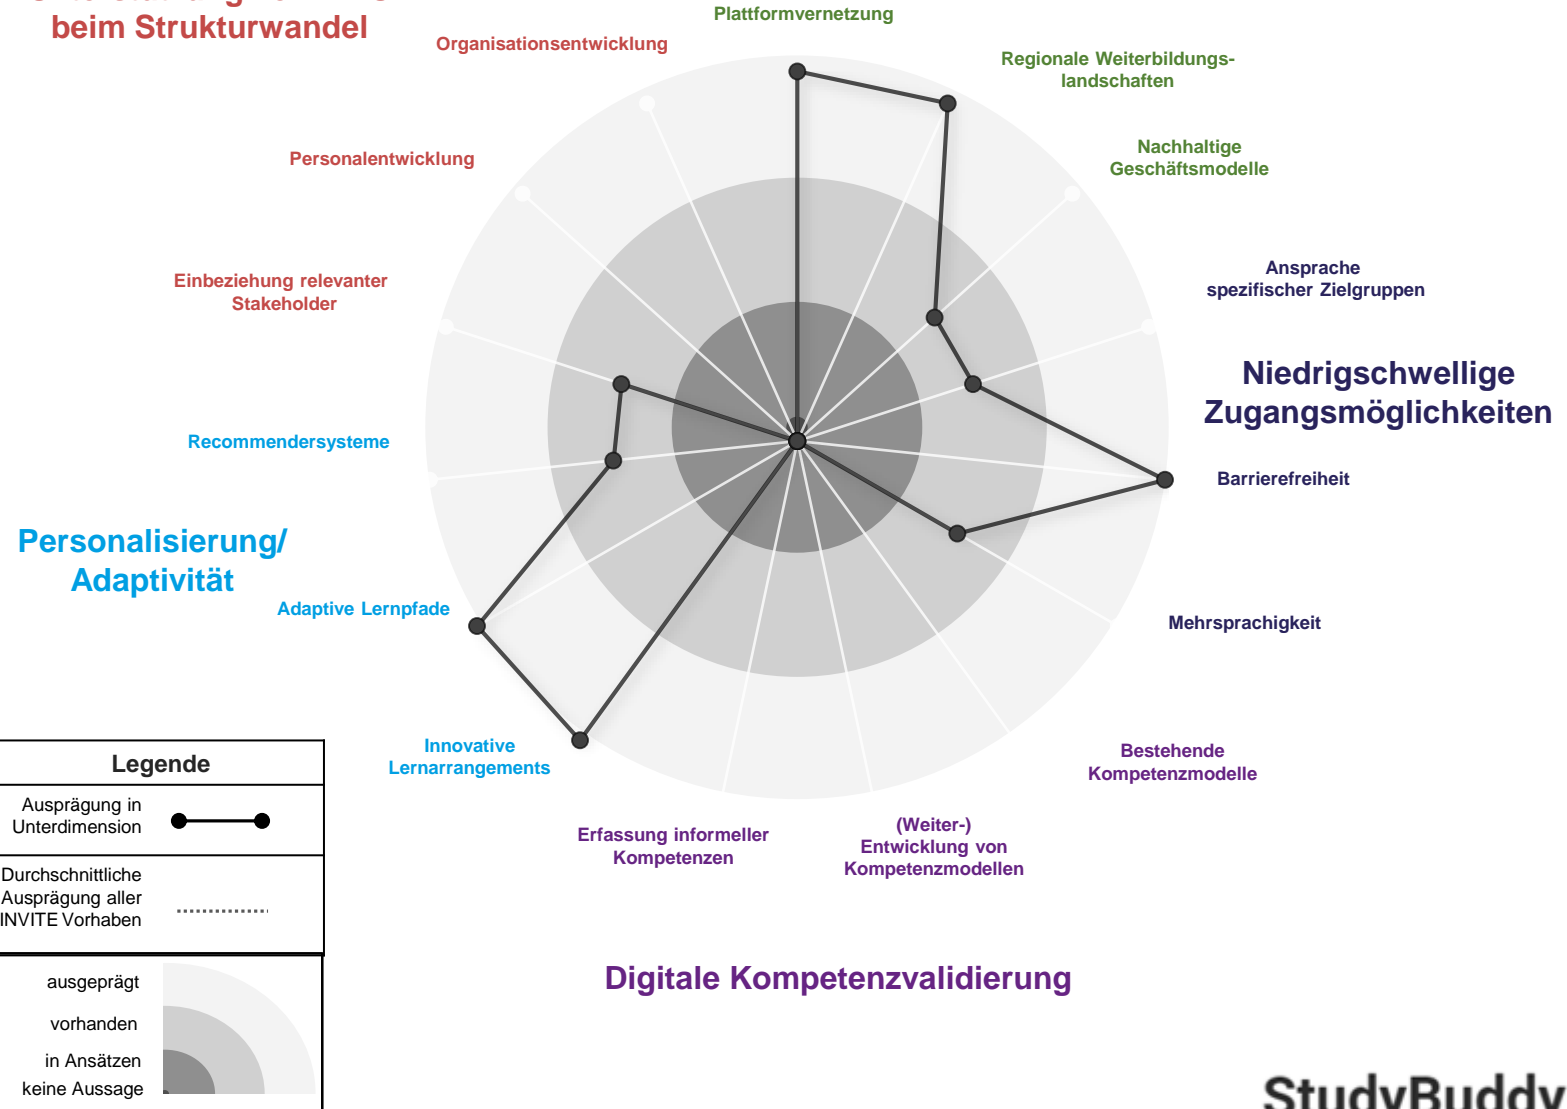 beim Strukturwandel
Plattformvernetzung
Organisationsentwicklung
Regionale Weiterbildungs-
landschaften
Personalentwicklung
Nachhaltige
Geschäftsmodelle
Einbeziehung relevanter
Stakeholder
Ansprache
spezifischer Zielgruppen
Niedrigschwellige
Zugangsmöglichkeiten
Recommendersysteme
Barrierefreiheit
Personalisierung/
Adaptivität
Adaptive Lernpfade
Mehrsprachigkeit
Innovative
Lernarrangements
Bestehende
Kompetenzmodelle
Erfassung informeller
Kompetenzen
(Weiter-)
Entwicklung von
Kompetenzmodellen
Digitale Kompetenzvalidierung
Legende
Ausprägung in
Unterdimension
Durchschnittliche
Ausprägung aller
INVITE Vorhaben
ausgeprägt
vorhanden
in Ansätzen
keine Aussage
StudyBuddy